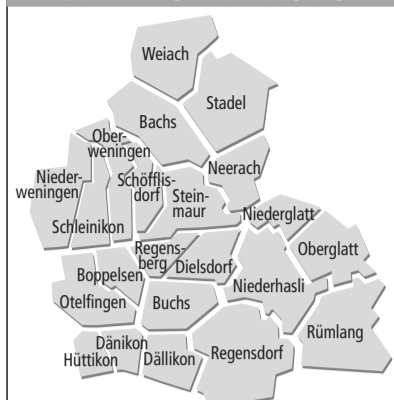 Weiach
Stadel
Bachs
Ober-
weningen
Neerach
Nieder-
weningen
Schöfflis-
dorf
Stein-
maur
Schleinikon
Niederglatt
Oberglatt
Regens-
berg
Dielsdorf
Boppelsen
Niederhasli
Otelfingen
Buchs
Rümlang
Dänikon
Hüttikon
Dällikon
Regensdorf